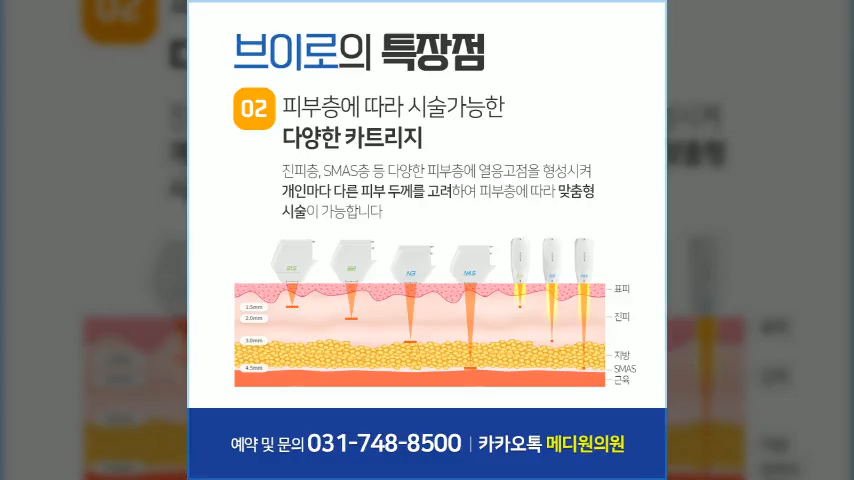 브이로의 특장점
02
피부층에 따라 시술가능한
다양한 카트리지
진피층, SMAS층 등 다양한 피부층에 열응고점을 형성시켜
개인마다 다른 피부 두께를 고려하여 피부층에 따라 맞춤형
시술이 가능합니다
N3
N4.5
표피
1.5mm
2.0mm
진피
3.0mm
지방
4.5mm
SMAS
근육
예약 및 문의 031-748-8500 | 카카오톡 메디원의원